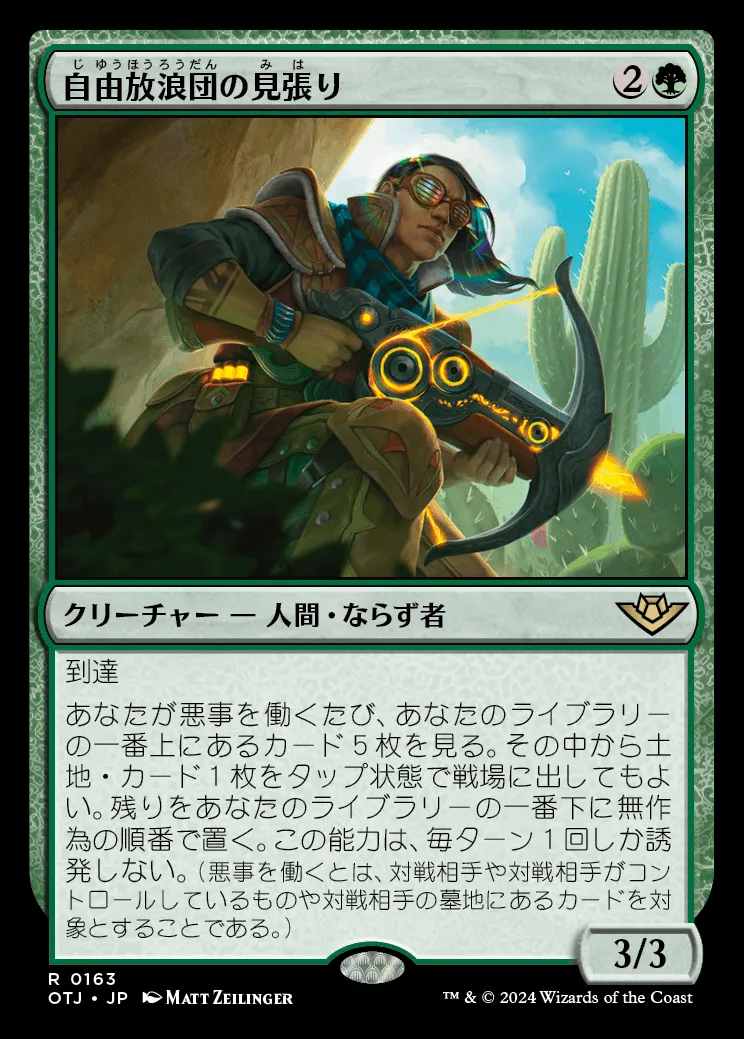 じゆうほうろうだん みは
自由放浪団の見張り
2
クリーチャー — 人間・ならず者
到達
あなたが悪事を働くたび、あなたのライブラリー
の一番上にあるカード５枚を見る。その中から土
地・カード１枚をタップ状態で戦場に出してもよ
い。残りをあなたのライブラリーの一番下に無作
為の順番で置く。この能力は、毎ターン１回しか誘
発しない。（悪事を働くとは、対戦相手や対戦相手がコン
トロールしているものや対戦相手の墓地にあるカードを対
象とすることである。）
3/3
R 0163
OTJ • JP MATT ZEILINGER
™ & © 2024 Wizards of the Coast